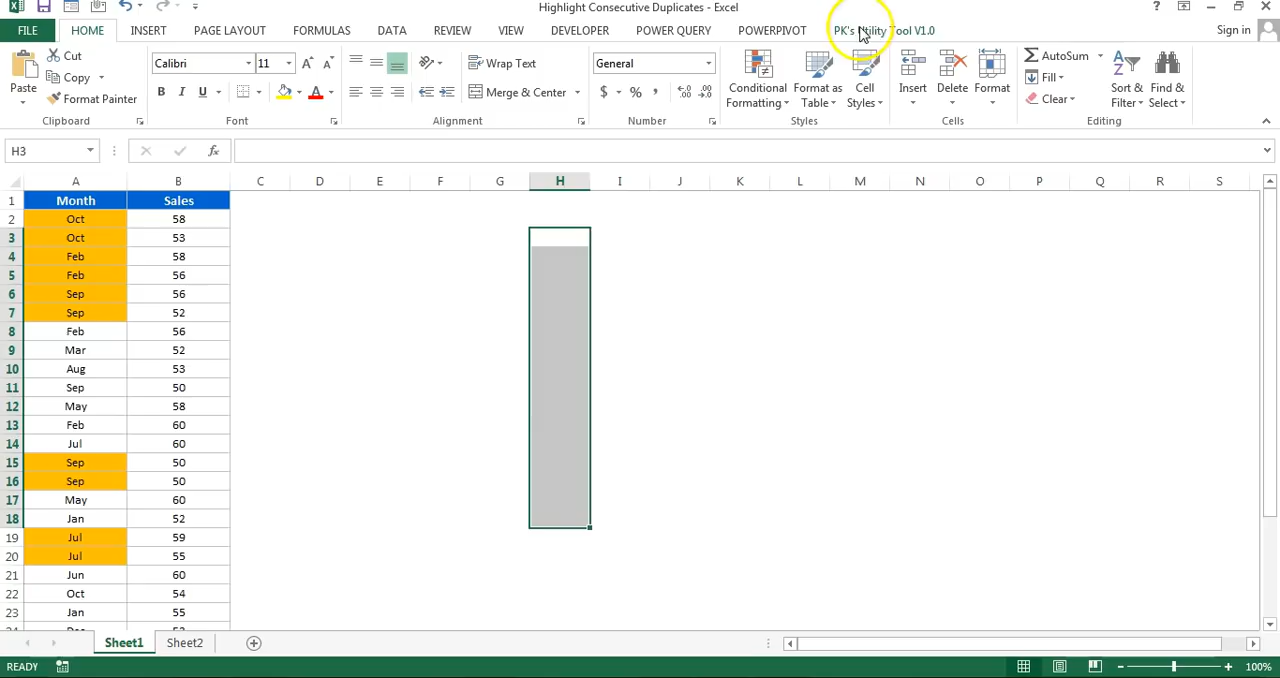 Highlight Consecutive Duplicates - Excel
FILE HOME INSERT PAGE LAYOUT FORMULAS DATA REVIEW VIEW DEVELOPER POWER QUERY POWERPIVOT PK's Utility Tool V1.0 Sign in
Cut
Copy
Format Painter
Paste
Clipboard
Calibri 11
B I U
Font
Wrap Text
Merge & Center
Alignment
General
$ % ,
Number
Conditional Formatting
Format as Table
Cell Styles
Styles
Insert Delete Format
Cells
AutoSum
Fill
Clear
Sort & Filter
Find & Select
Editing
H3 fx
A B C D E F G H I J K L M N O P Q R S
1 Month Sales
2 Oct 58
3 Oct 53
4 Feb 58
5 Feb 56
6 Sep 56
7 Sep 52
8 Feb 56
9 Mar 52
10 Aug 53
11 Sep 50
12 May 58
13 Feb 60
14 Jul 60
15 Sep 50
16 Sep 50
17 May 60
18 Jan 52
19 Jul 59
20 Jul 55
21 Jun 60
22 Oct 54
23 Jan 55
Sheet1 Sheet2
READY 100%